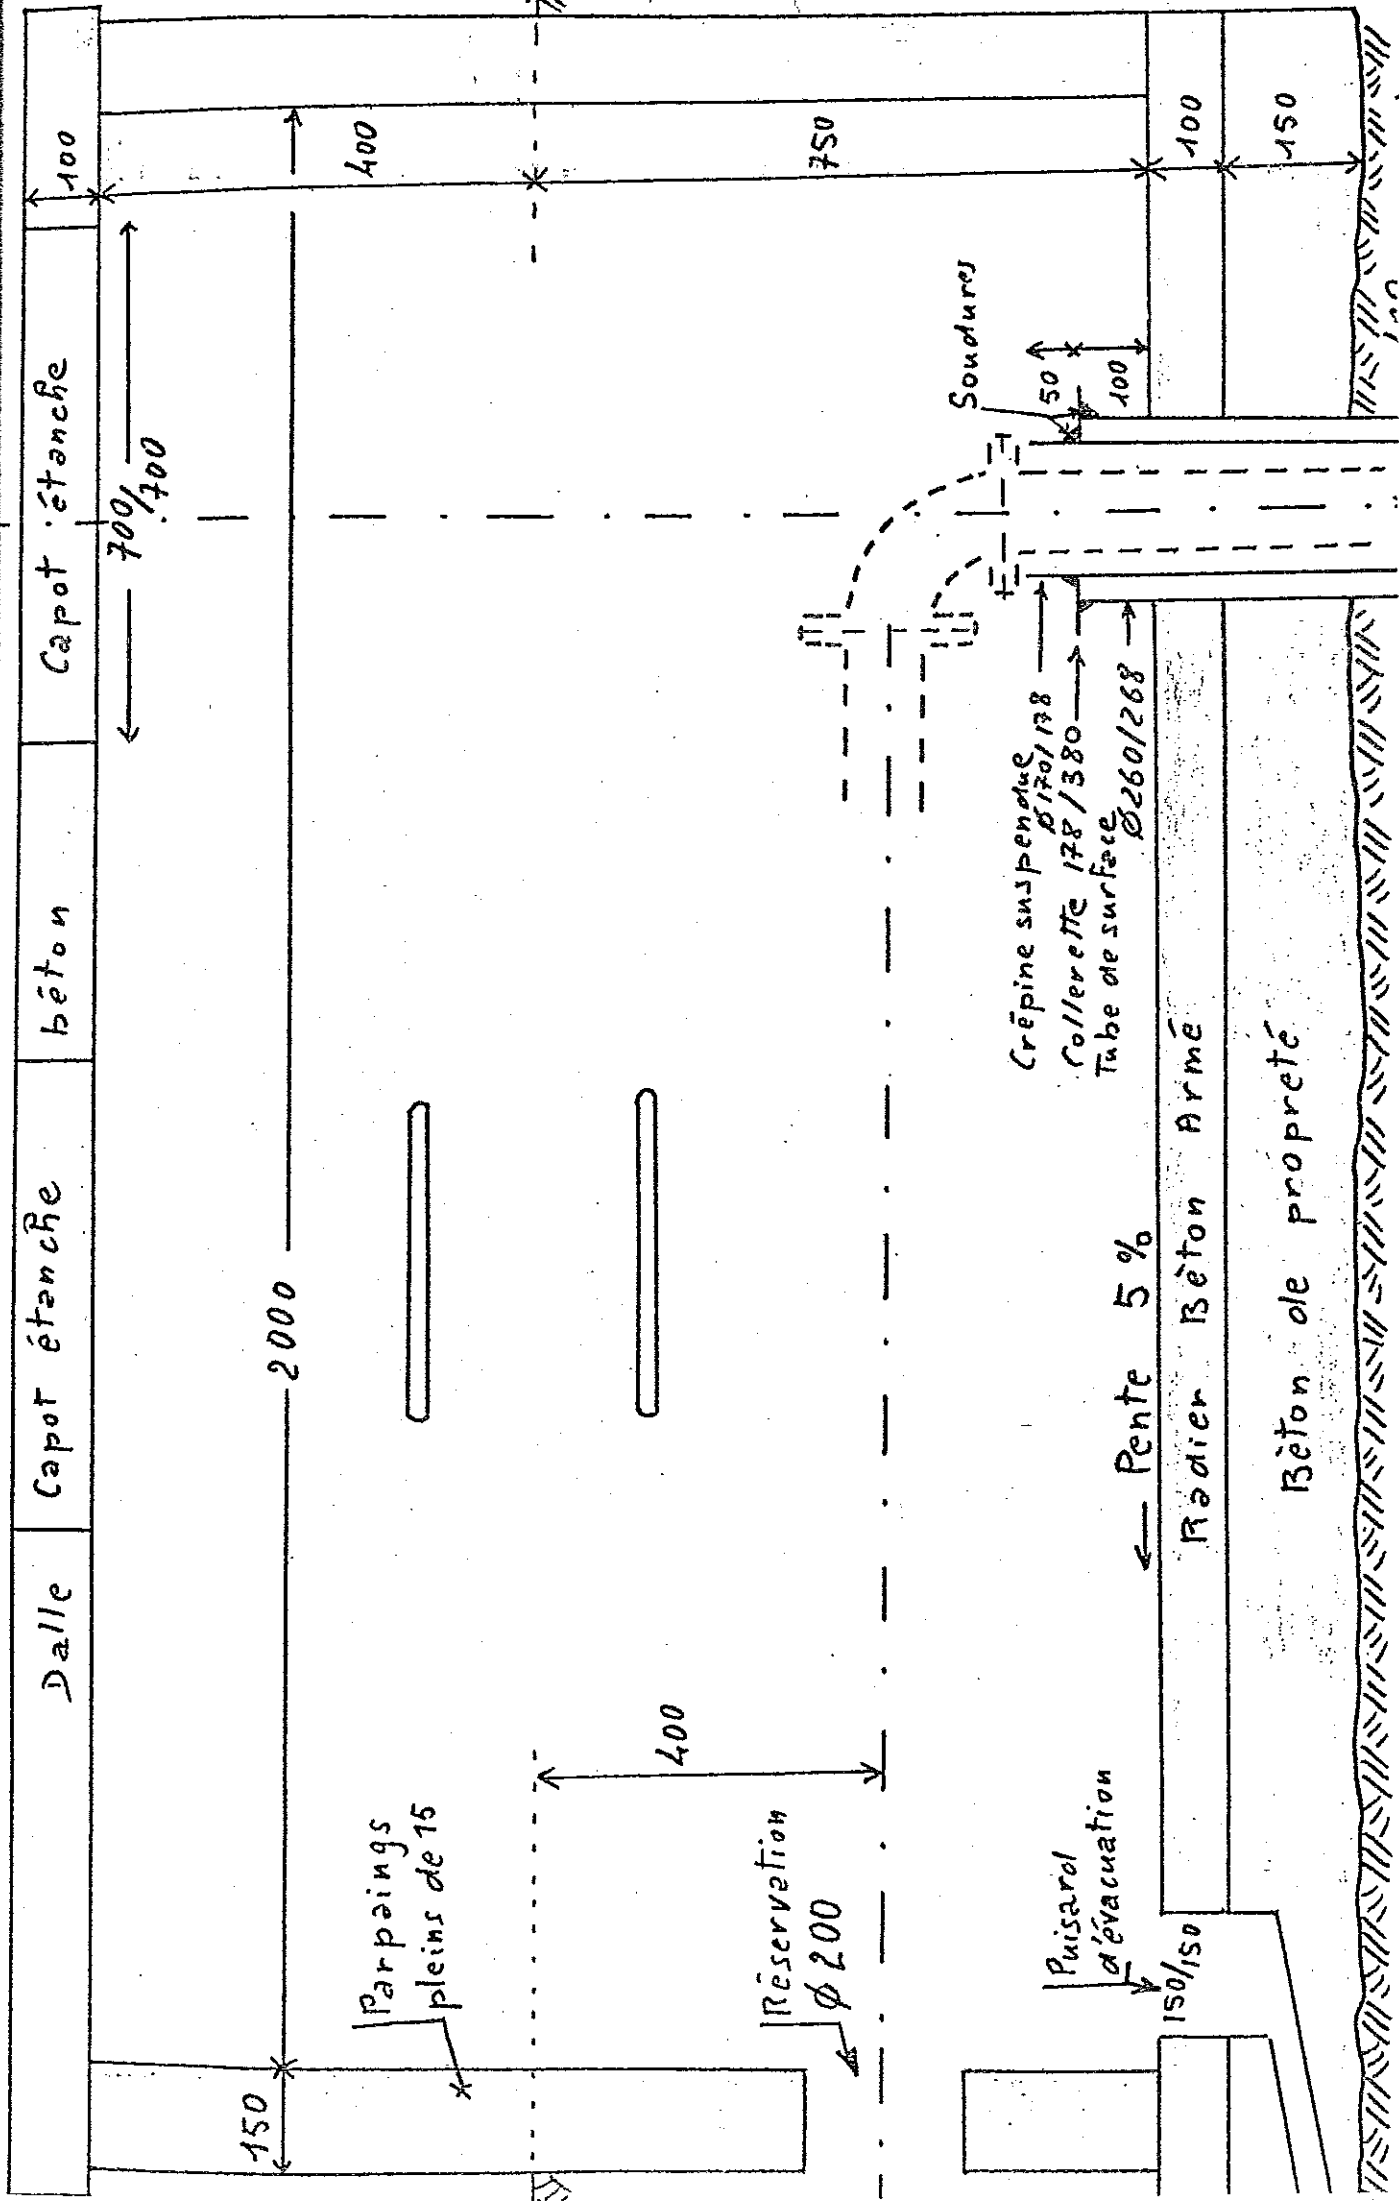 Dalle
Capot étanche
béton
Capot étanche
100
700/700
2000
150
400
Parpaings
pleins de 15
400
750
Réservation
Ø 200
Soudures
50
100
Crépine suspendue
Ø170/178
Collerette 178/380
Tube de surface
Ø260/268
Puisard
d'évacuation
150/150
Pente 5%
Radier Béton Armé
100
Béton de propreté
150